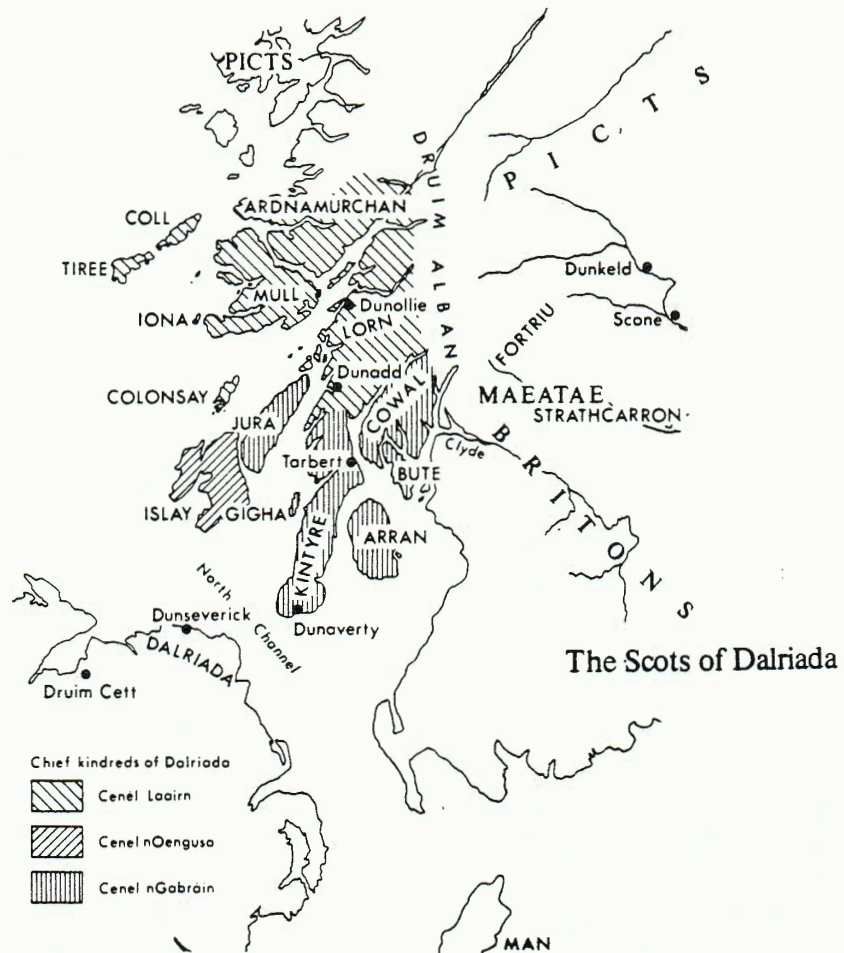 PICTS
PICTS
DRUIM ALBAN
ARDNAMURCHAN
COLL
TIREE
Dunkeld
MULL
Dunollie
IONA
LORN
Scone
FORTRIU
Dunadd
COLONSAY
COWAL
MAEATAE
STRATHCARRON
JURA
Clyde
BRITONS
Tarbert
BUTE
ISLAY
GIGHA
KINTYRE
ARRAN
North Channel
Dunseverick
Dunaverty
DALRIADA
The Scots of Dalriada
Druim Cett
Chief kindreds of Dalriada
Cenél Loairn
Cenel nOenguso
Cenel nGabráin
MAN